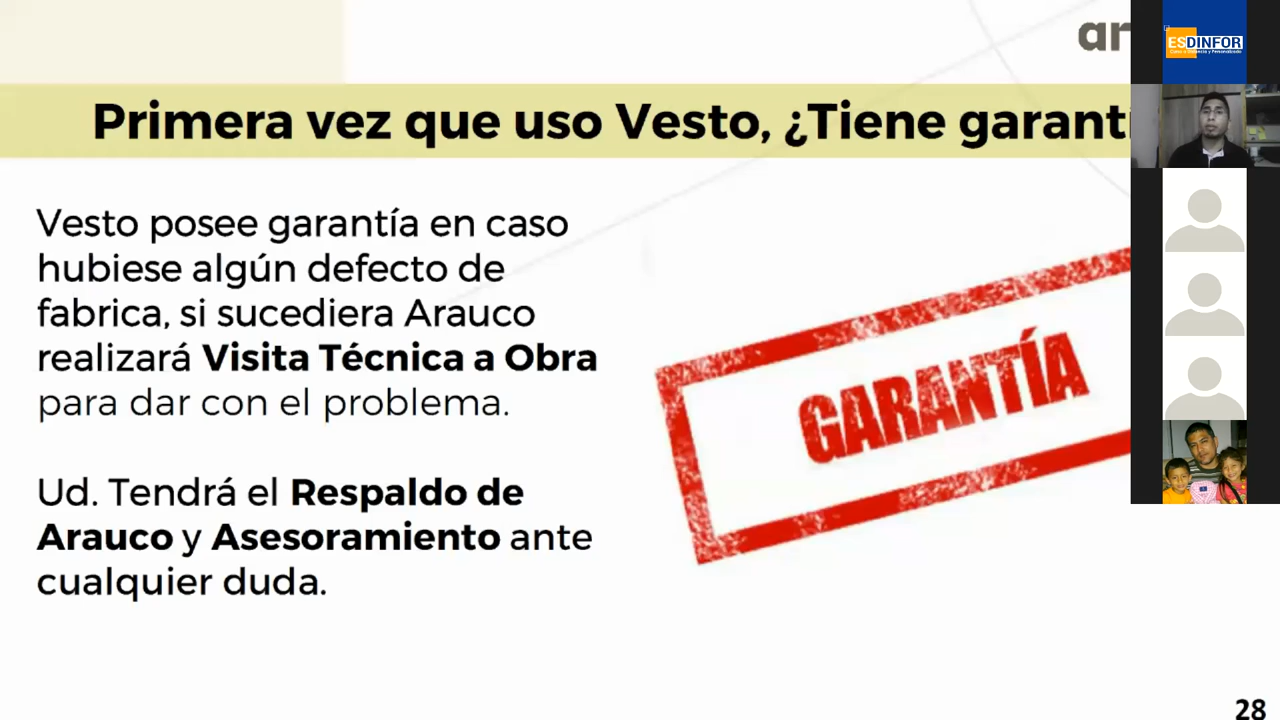 ar
ESDINFOR
Primera vez que uso Vesto, ¿Tiene garantí
Vesto posee garantía en caso
hubiese algún defecto de
fabrica, si sucediera Arauco
realizará Visita Técnica a Obra
para dar con el problema.
Ud. Tendrá el Respaldo de
Arauco y Asesoramiento ante
cualquier duda.
GARANTÍA
28